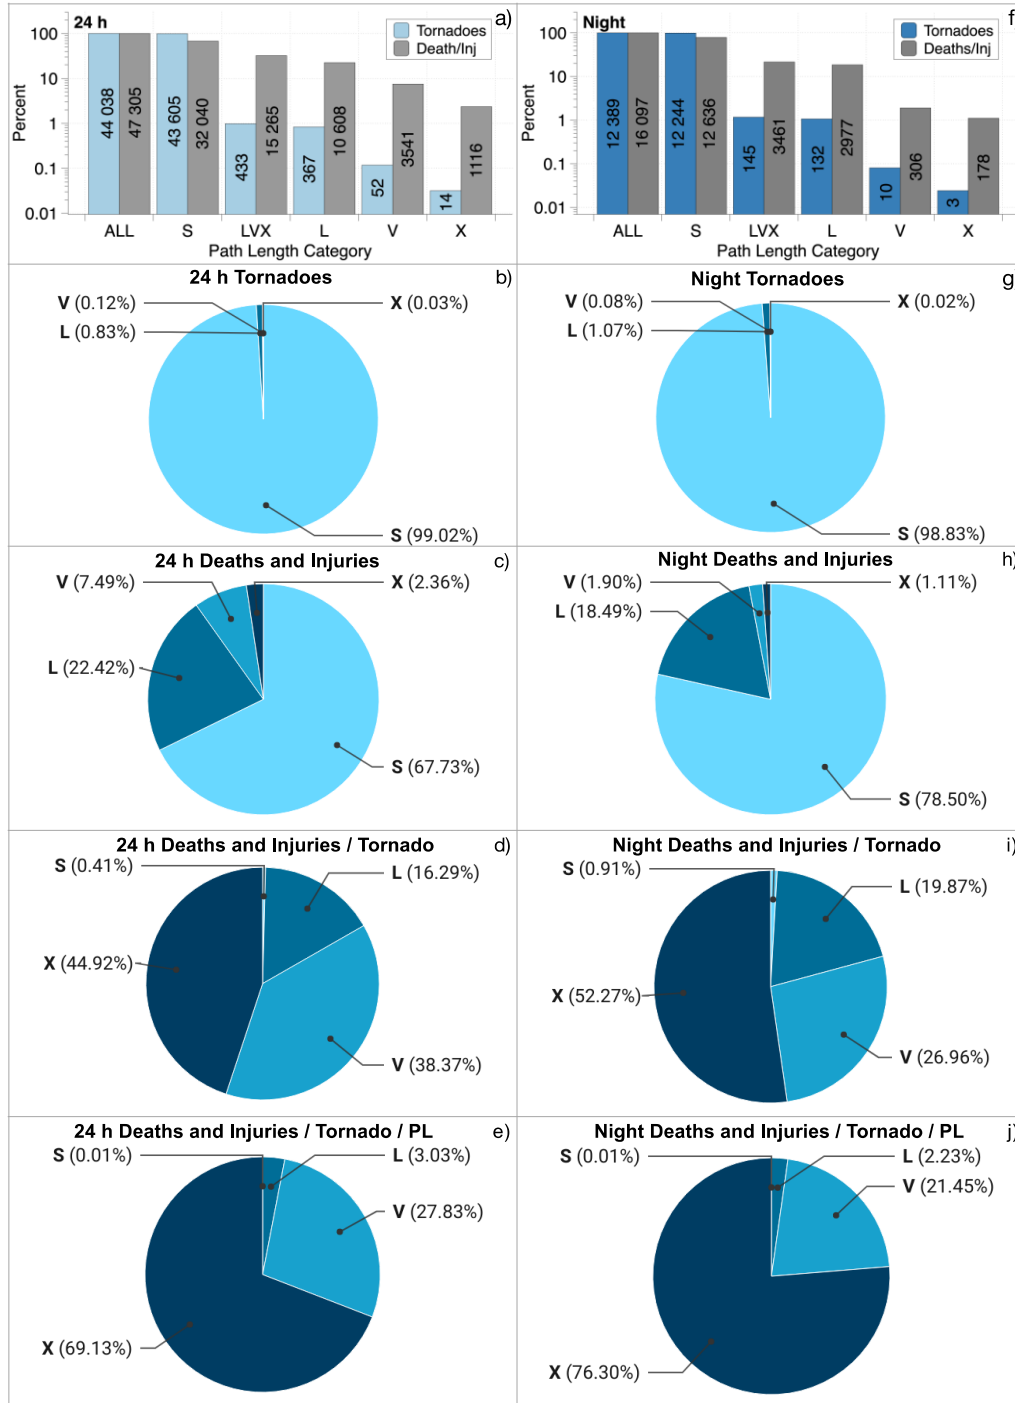 24 h
a)
Tornadoes
Death/Inj
Percent
100
10
1
0.1
0.01
44 038
47 305
43 605
32 040
433
15 265
367
10 608
52
3541
14
1116
ALL
S
LVX
L
V
X
Path Length Category
Night
f)
Tornadoes
Deaths/Inj
Percent
100
10
1
0.1
0.01
12 389
16 097
12 244
12 636
145
3461
132
2977
10
306
3
178
ALL
S
LVX
L
V
X
Path Length Category
24 h Tornadoes
b)
V (0.12%)
X (0.03%)
L (0.83%)
S (99.02%)
Night Tornadoes
g)
V (0.08%)
X (0.02%)
L (1.07%)
S (98.83%)
24 h Deaths and Injuries
c)
V (7.49%)
X (2.36%)
L (22.42%)
S (67.73%)
Night Deaths and Injuries
h)
V (1.90%)
X (1.11%)
L (18.49%)
S (78.50%)
24 h Deaths and Injuries / Tornado
d)
S (0.41%)
L (16.29%)
X (44.92%)
V (38.37%)
Night Deaths and Injuries / Tornado
i)
S (0.91%)
L (19.87%)
X (52.27%)
V (26.96%)
24 h Deaths and Injuries / Tornado / PL
e)
S (0.01%)
L (3.03%)
V (27.83%)
X (69.13%)
Night Deaths and Injuries / Tornado / PL
j)
S (0.01%)
L (2.23%)
V (21.45%)
X (76.30%)